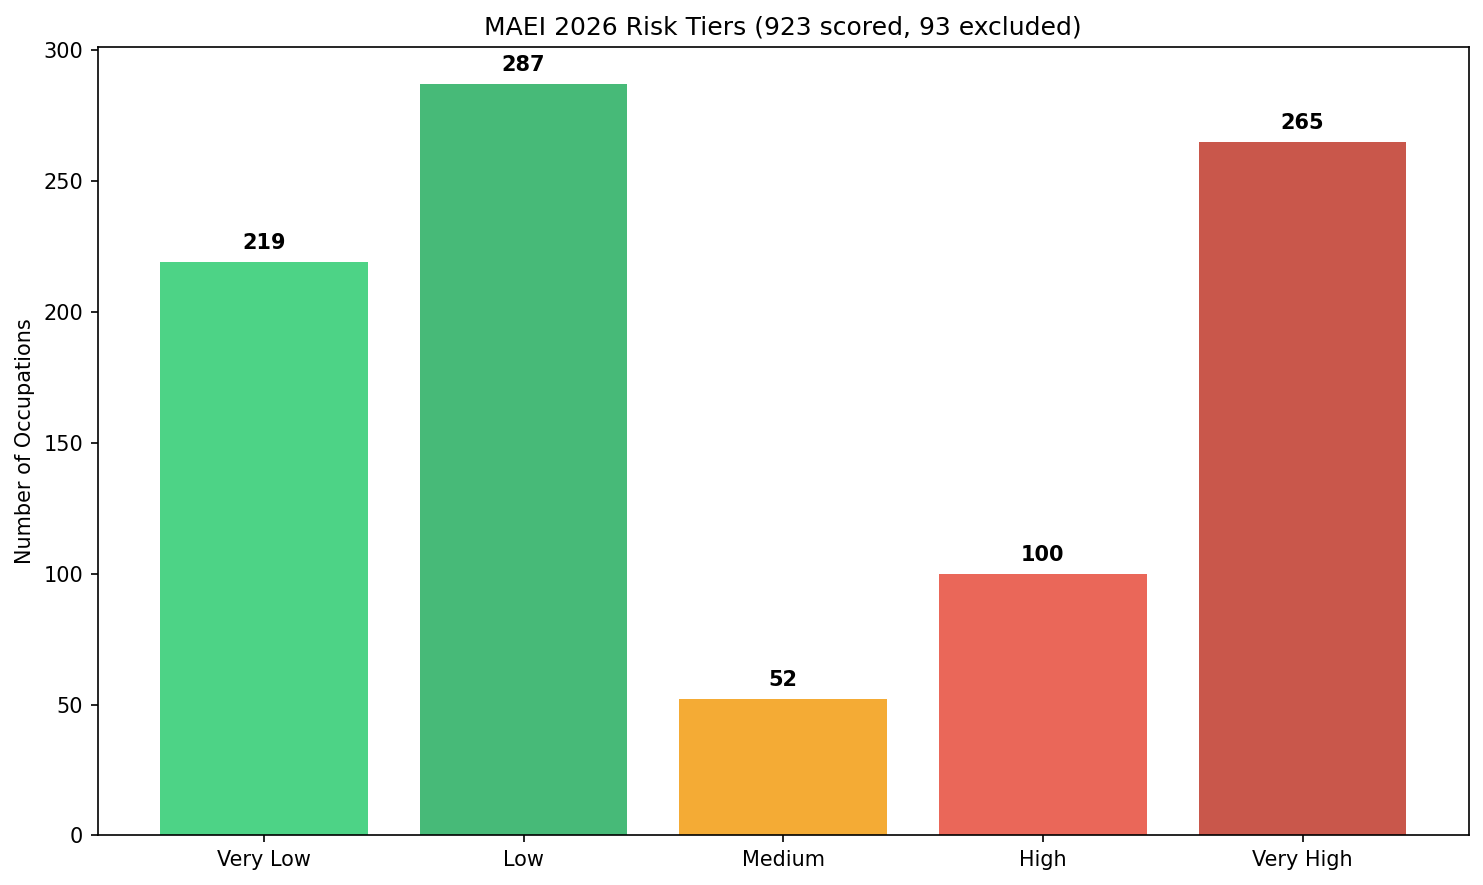 MAEI 2026 Risk Tiers (923 scored, 93 excluded)
Number of Occupations
300
250
200
150
100
50
0
219
287
52
100
265
Very Low
Low
Medium
High
Very High